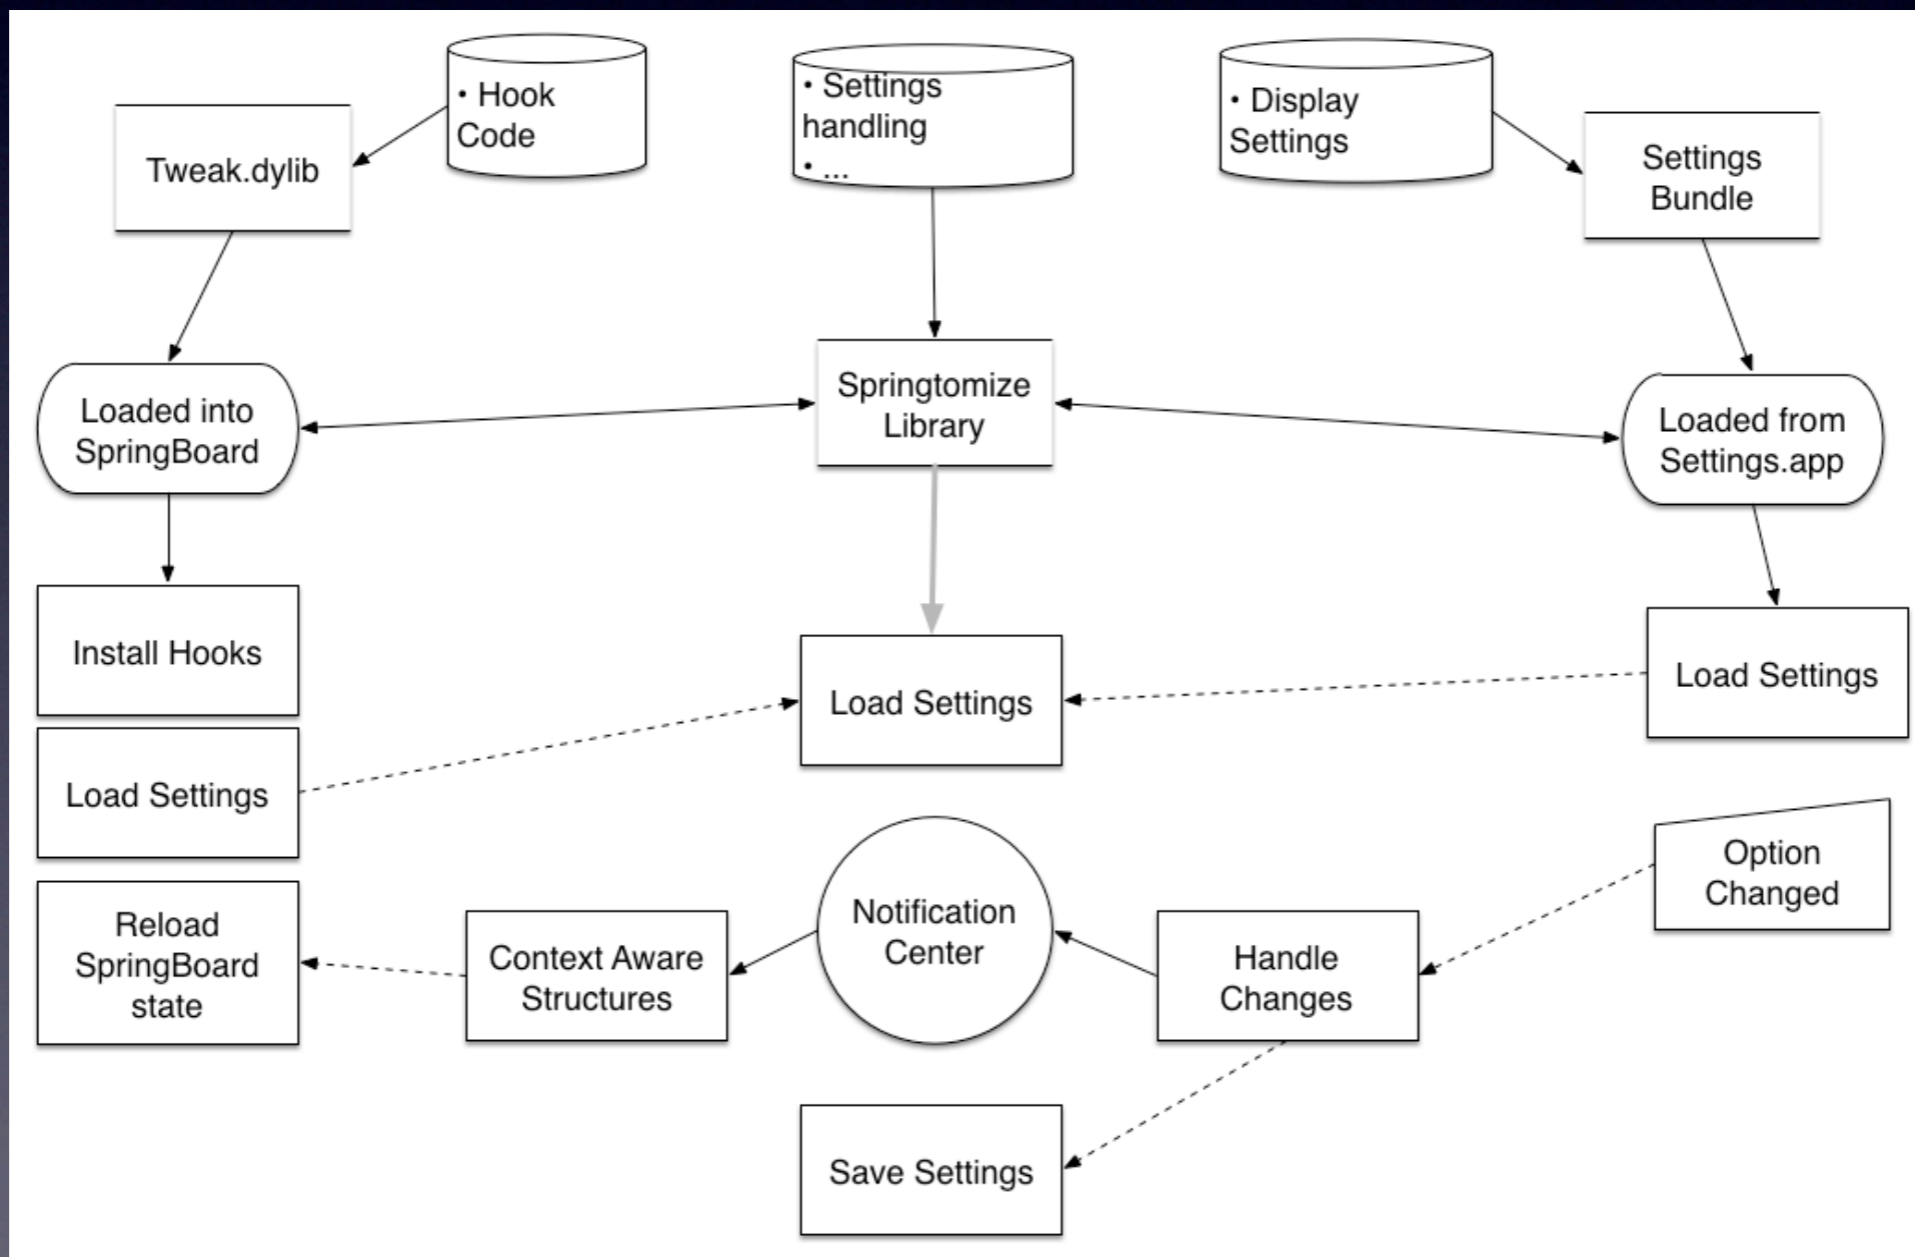 • Hook
Code
• Settings
handling
• ...
• Display
Settings
Tweak.dylib
Settings
Bundle
Loaded into
SpringBoard
Springtomize
Library
Loaded from
Settings.app
Install Hooks
Load Settings
Load Settings
Load Settings
Reload
SpringBoard
state
Context Aware
Structures
Notification
Center
Handle
Changes
Option
Changed
Save Settings